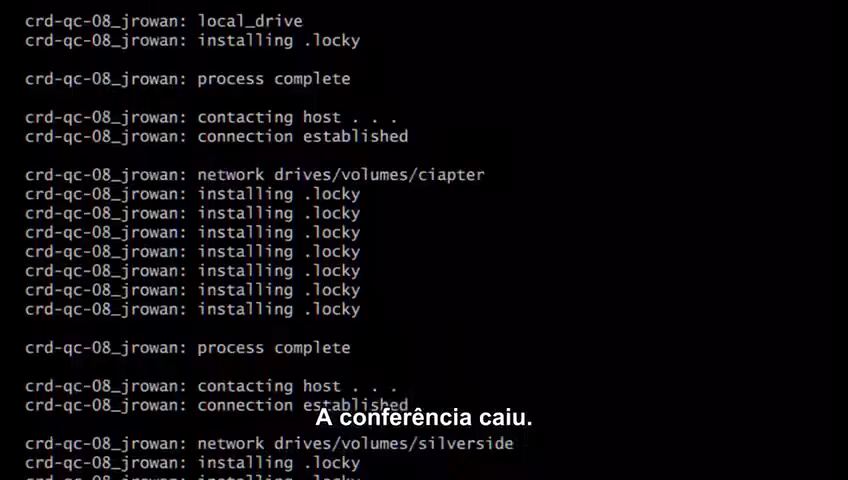 crd-qc-08_jrowan: local_drive
crd-qc-08_jrowan: installing .locky
crd-qc-08_jrowan: process complete
crd-qc-08_jrowan: contacting host . . .
crd-qc-08_jrowan: connection established
crd-qc-08_jrowan: network drives/volumes/ciapter
crd-qc-08_jrowan: installing .locky
crd-qc-08_jrowan: installing .locky
crd-qc-08_jrowan: installing .locky
crd-qc-08_jrowan: installing .locky
crd-qc-08_jrowan: installing .locky
crd-qc-08_jrowan: installing .locky
crd-qc-08_jrowan: installing .locky
crd-qc-08_jrowan: process complete
crd-qc-08_jrowan: contacting host . . .
crd-qc-08_jrowan: connection established
A conferência caiu.
crd-qc-08_jrowan: network drives/volumes/silverside
crd-qc-08_jrowan: installing .locky